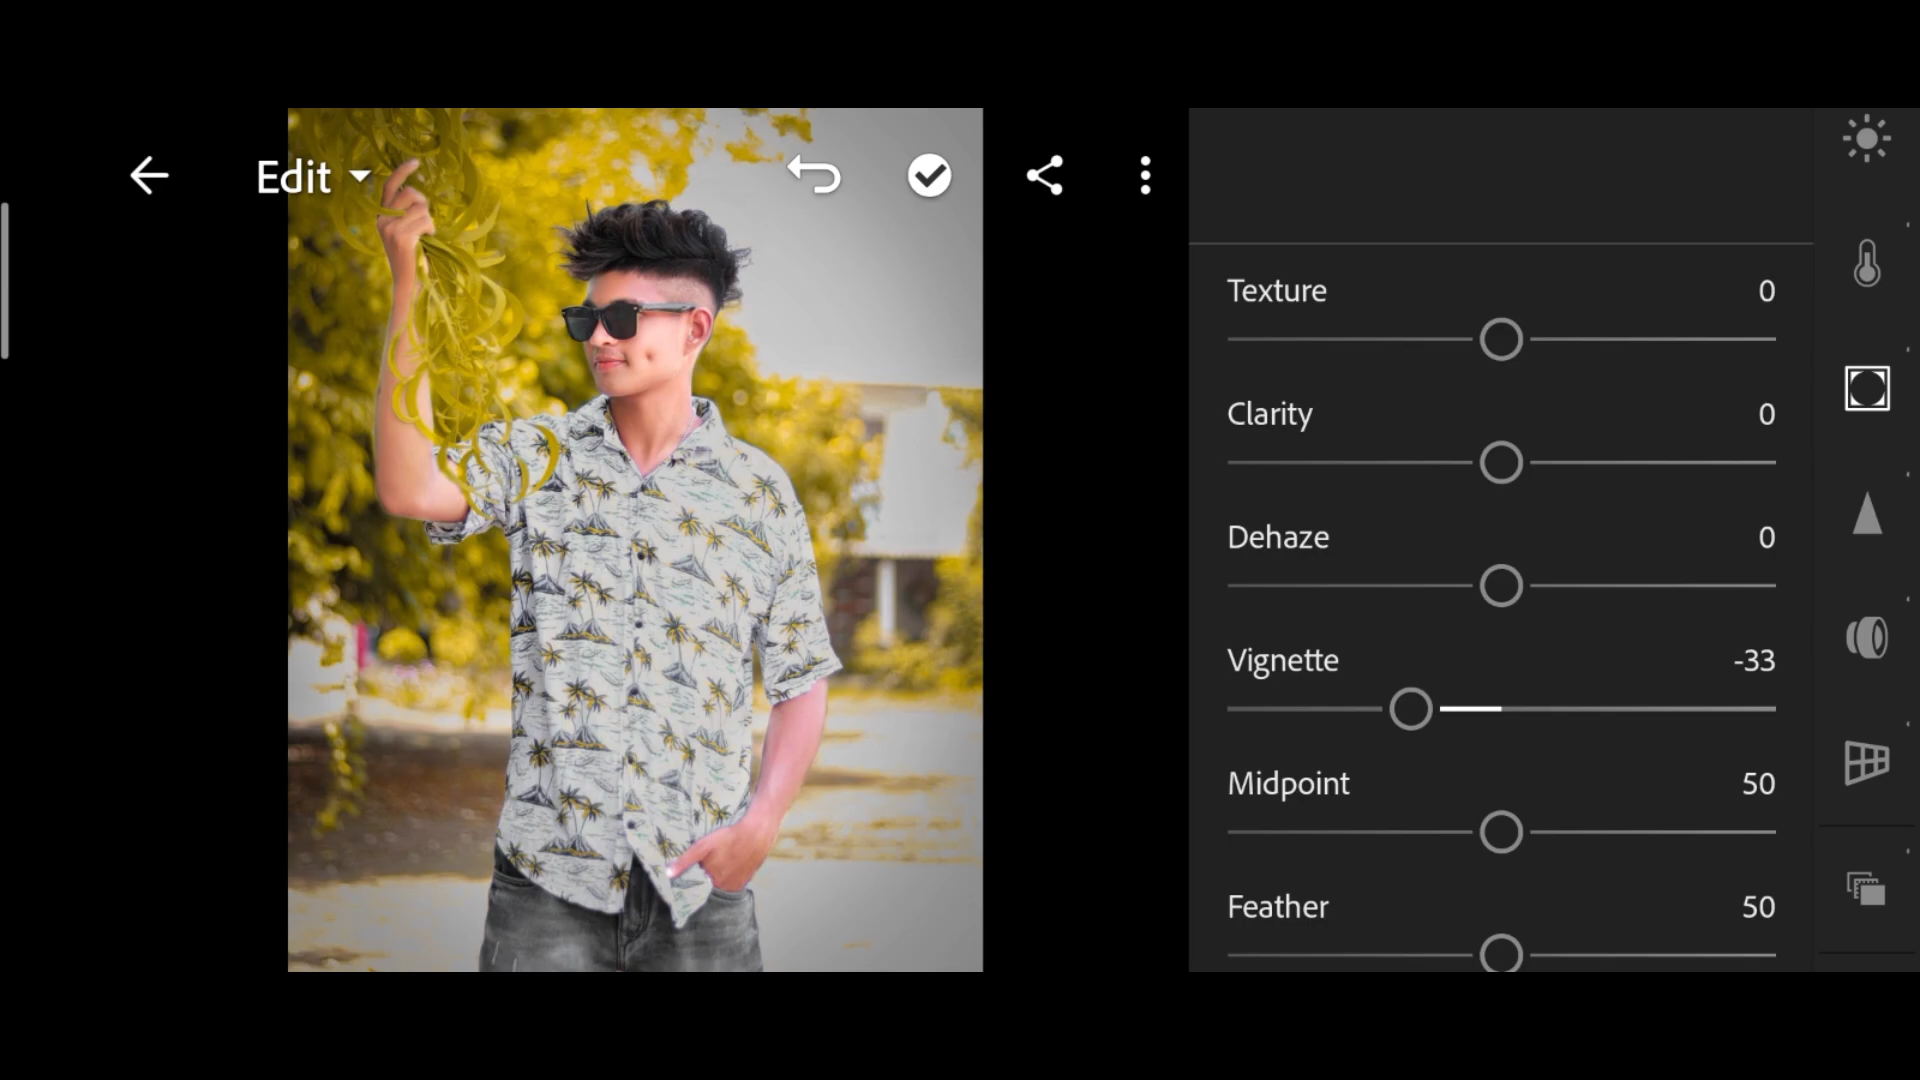 Edit
Texture 0
Clarity 0
Dehaze 0
Vignette -33
Midpoint 50
Feather 50